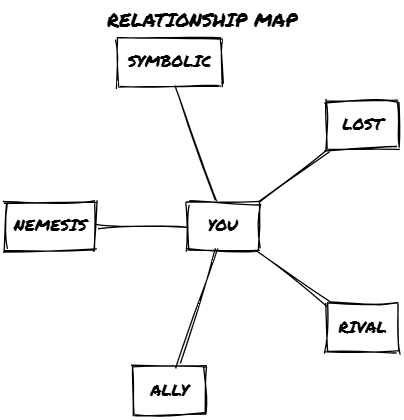 RELATIONSHIP MAP
SYMBOLIC
LOST
NEMESIS
YOU
RIVAL
ALLY